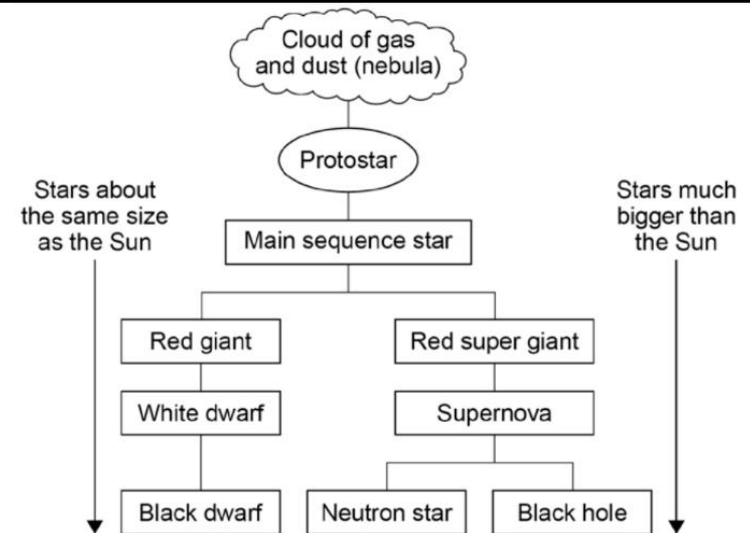 Cloud of gas
and dust (nebula)
Protostar
Stars about
the same size
as the Sun
Stars much
bigger than
the Sun
Main sequence star
Red giant
Red super giant
White dwarf
Supernova
Black dwarf
Neutron star
Black hole